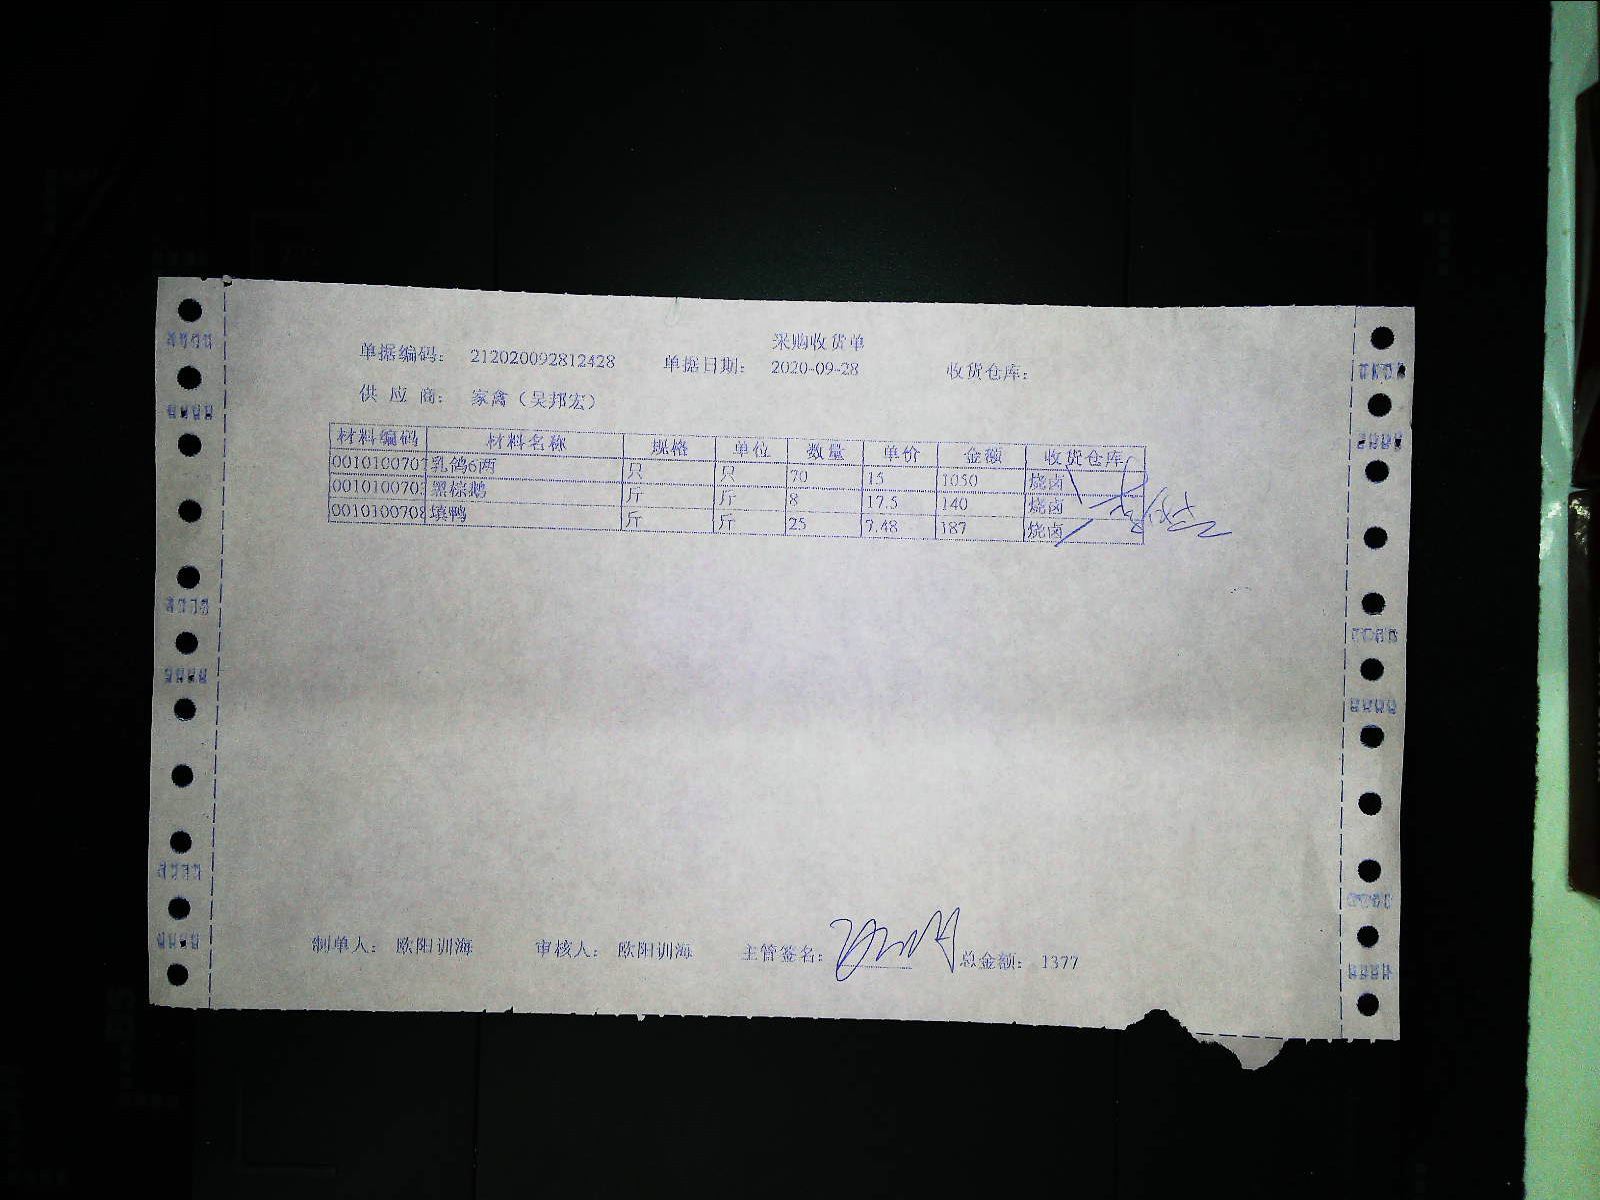 采购收货单
单据编码: 212020092812428 单据日期: 2020-09-28 收货仓库:
供 应 商: 家禽（吴邦宏）
材料编码 材料名称 规格 单位 数量 单价 金额 收货仓库
0010100701 乳鸽6两 只 只 70 15 1050 烧卤
001010070 黑棕鹅 斤 斤 8 17.5 140 烧卤
0010100708 填鸭 斤 斤 25 7.48 187 烧卤
制单人: 欧阳训海 审核人: 欧阳训海 主管签名: 总金额: 1377